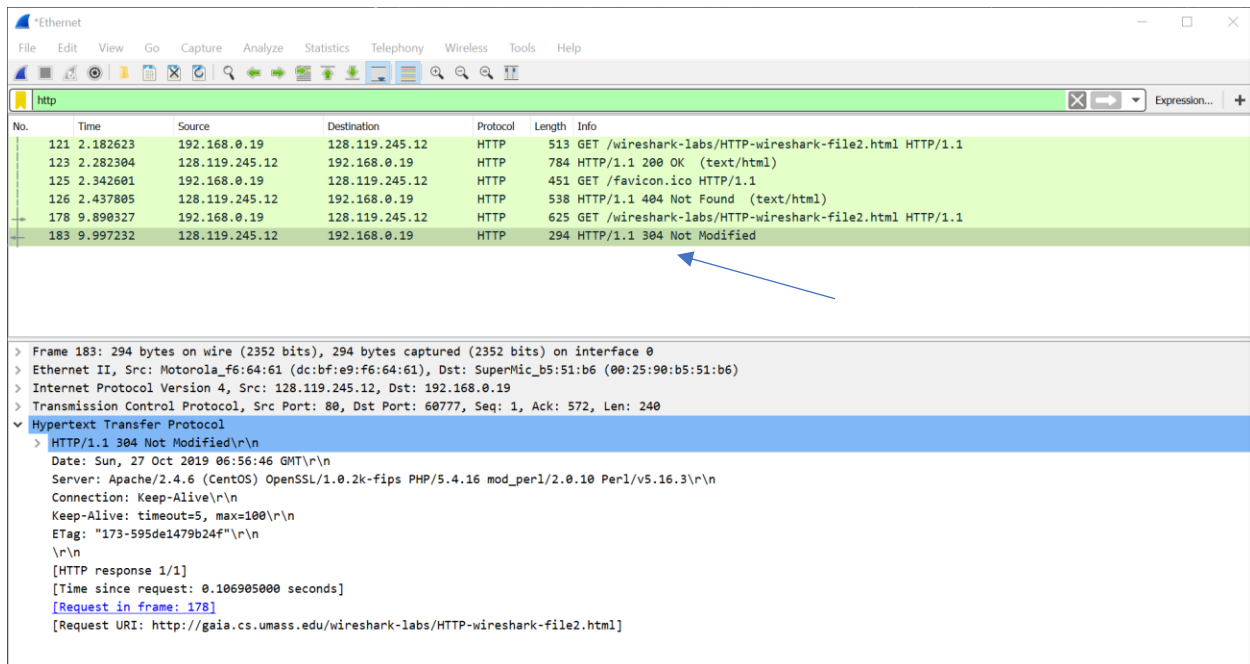 *Ethernet
File Edit View Go Capture Analyze Statistics Telephony Wireless Tools Help
http Expression... +
No. Time Source Destination Protocol Length Info
121 2.182623 192.168.0.19 128.119.245.12 HTTP 513 GET /wireshark-labs/HTTP-wireshark-file2.html HTTP/1.1
123 2.282304 128.119.245.12 192.168.0.19 HTTP 784 HTTP/1.1 200 OK (text/html)
125 2.342601 192.168.0.19 128.119.245.12 HTTP 451 GET /favicon.ico HTTP/1.1
126 2.437805 128.119.245.12 192.168.0.19 HTTP 538 HTTP/1.1 404 Not Found (text/html)
178 9.890327 192.168.0.19 128.119.245.12 HTTP 625 GET /wireshark-labs/HTTP-wireshark-file2.html HTTP/1.1
183 9.997232 128.119.245.12 192.168.0.19 HTTP 294 HTTP/1.1 304 Not Modified
> Frame 183: 294 bytes on wire (2352 bits), 294 bytes captured (2352 bits) on interface 0
> Ethernet II, Src: Motorola_f6:64:61 (dc:bf:e9:f6:64:61), Dst: SuperMic_b5:51:b6 (00:25:90:b5:51:b6)
> Internet Protocol Version 4, Src: 128.119.245.12, Dst: 192.168.0.19
> Transmission Control Protocol, Src Port: 80, Dst Port: 60777, Seq: 1, Ack: 572, Len: 240
Hypertext Transfer Protocol
> HTTP/1.1 304 Not Modified\r\n
Date: Sun, 27 Oct 2019 06:56:46 GMT\r\n
Server: Apache/2.4.6 (CentOS) OpenSSL/1.0.2k-fips PHP/5.4.16 mod_perl/2.0.10 Perl/v5.16.3\r\n
Connection: Keep-Alive\r\n
Keep-Alive: timeout=5, max=100\r\n
ETag: "173-595de1479b24f"\r\n
\r\n
[HTTP response 1/1]
[Time since request: 0.106905000 seconds]
[Request in frame: 178]
[Request URI: http://gaia.cs.umass.edu/wireshark-labs/HTTP-wireshark-file2.html]